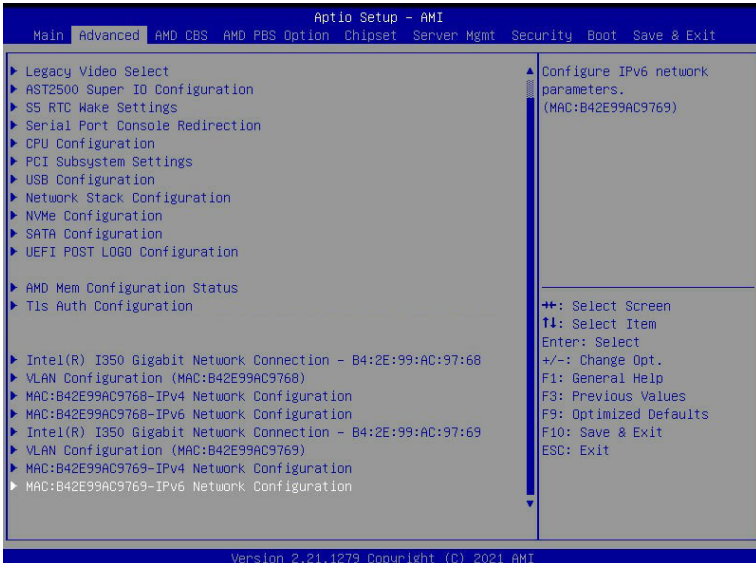 Aptio Setup - AMI
Main Advanced AMD CBS AMD PBS Option Chipset Server Mgmt Security Boot Save & Exit
Legacy Video Select
AST2500 Super IO Configuration
S5 RTC Wake Settings
Serial Port Console Redirection
CPU Configuration
PCI Subsystem Settings
USB Configuration
Network Stack Configuration
NVMe Configuration
SATA Configuration
UEFI POST LOGO Configuration
AMD Mem Configuration Status
Tls Auth Configuration
Intel(R) I350 Gigabit Network Connection - B4:2E:99:AC:97:68
VLAN Configuration (MAC:B42E99AC9768)
MAC:B42E99AC9768-IPv4 Network Configuration
MAC:B42E99AC9768-IPv6 Network Configuration
Intel(R) I350 Gigabit Network Connection - B4:2E:99:AC:97:69
VLAN Configuration (MAC:B42E99AC9769)
MAC:B42E99AC9769-IPv4 Network Configuration
MAC:B42E99AC9769-IPv6 Network Configuration
Configure IPv6 network
parameters.
(MAC:B42E99AC9769)
→←: Select Screen
↑↓: Select Item
Enter: Select
+/-: Change Opt.
F1: General Help
F3: Previous Values
F9: Optimized Defaults
F10: Save & Exit
ESC: Exit
Version 2.21.1279 Copyright (C) 2021 AMI